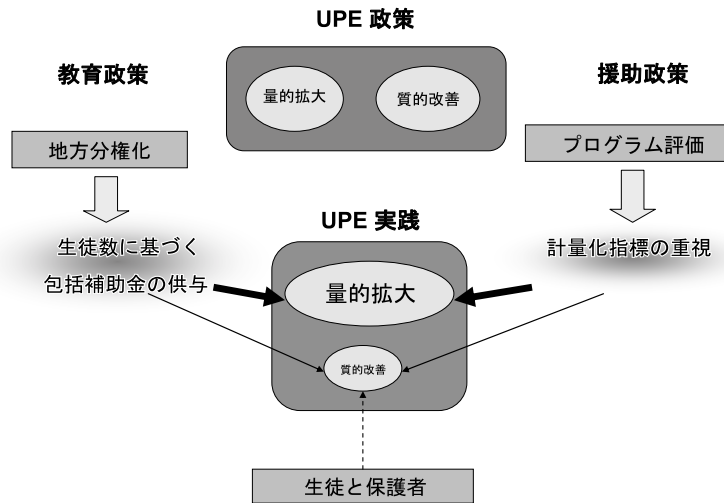 UPE 政策
教育政策
援助政策
量的拡大
質的改善
地方分権化
プログラム評価
UPE 実践
生徒数に基づく
包括補助金の供与
計量化指標の重視
量的拡大
質的改善
生徒と保護者